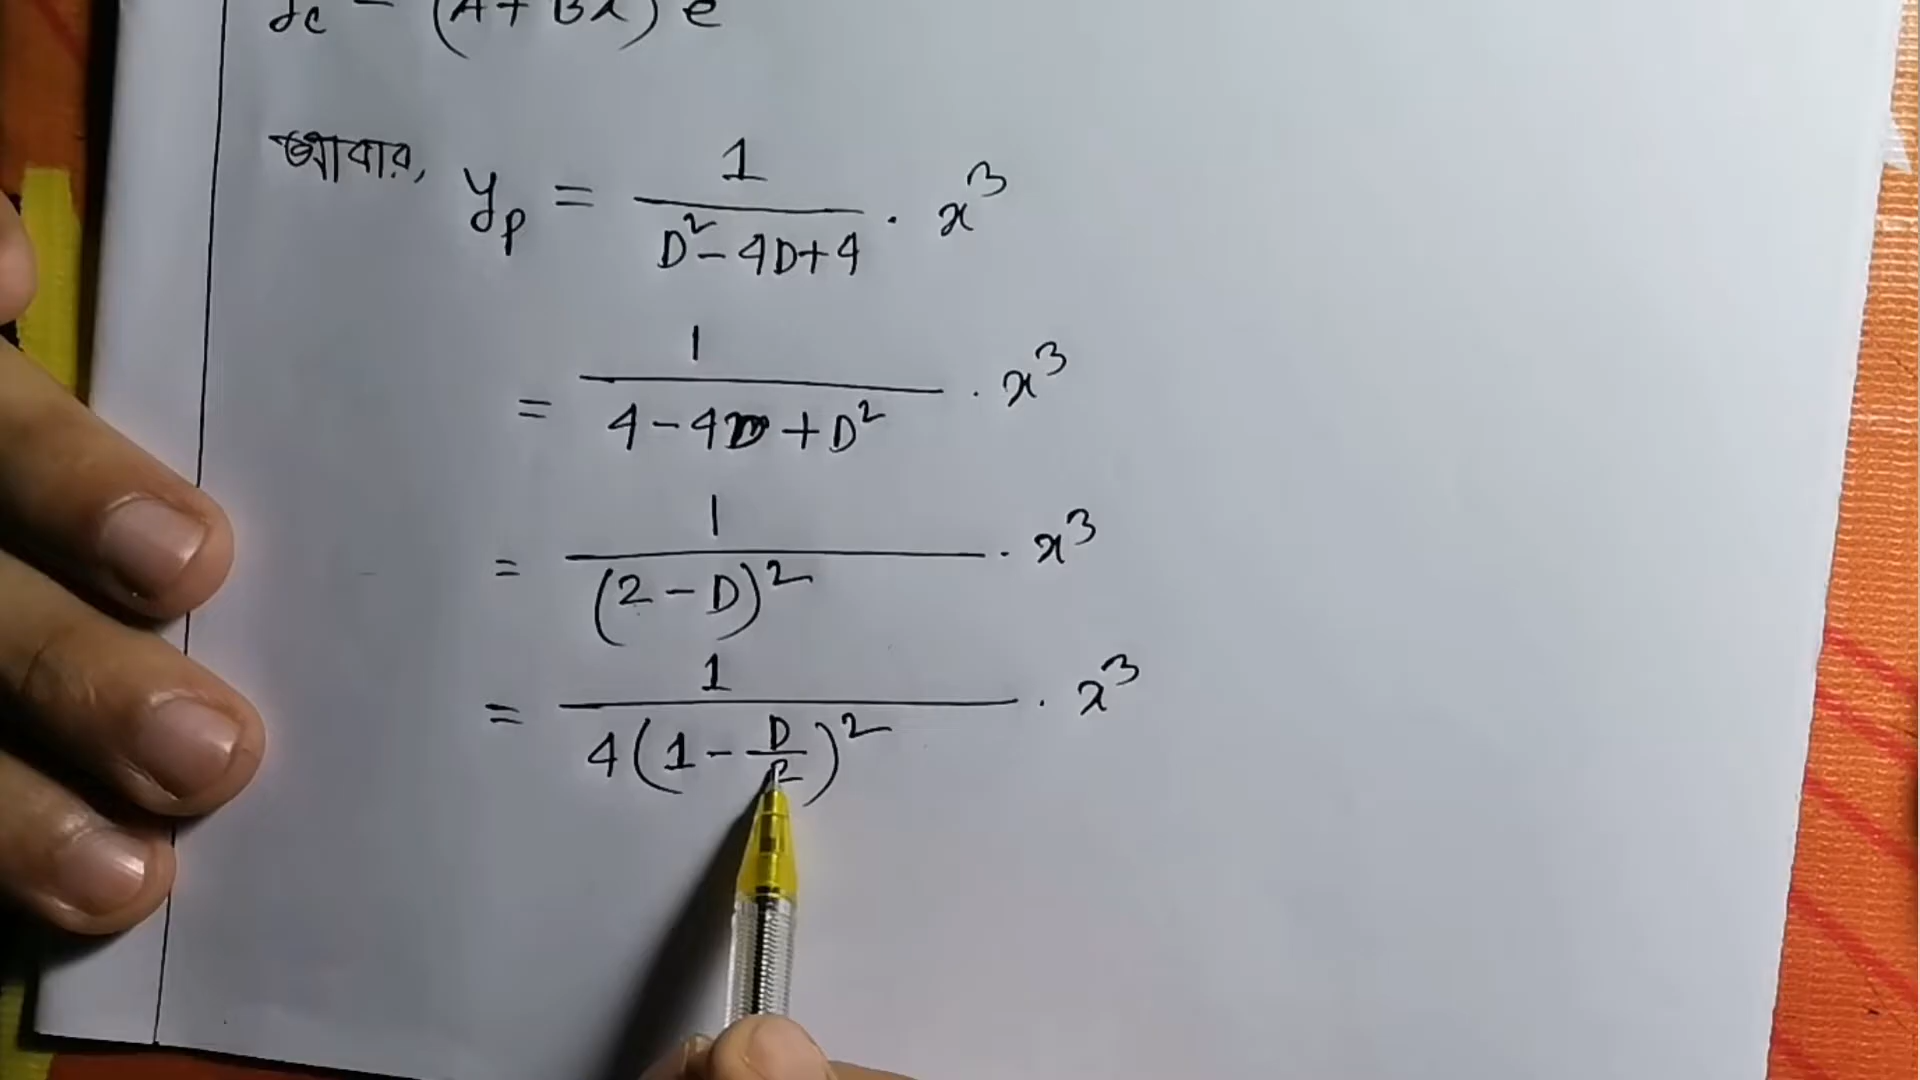 = (A + Bx) e
আবার, y_p = 1/(D² - 4D + 4) · x³
= 1/(4 - 4D + D²) · x³
= 1/(2 - D)² · x³
= 1/4(1 - D/2)² · x³